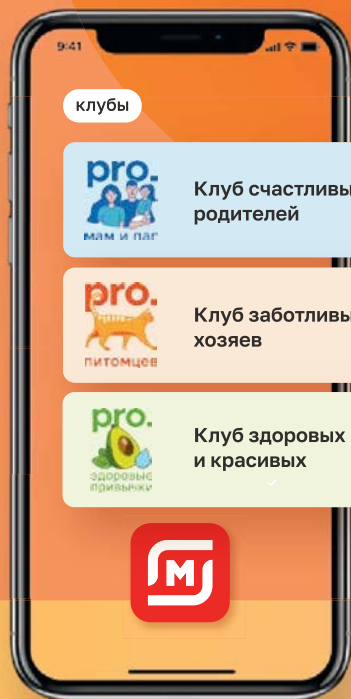 9:41
клубы
pro.
мам и пап
Клуб счастливы
родителей
pro.
питомцев
Клуб заботливы
хозяев
pro.
здоровые
привычки
Клуб здоровых
и красивых
М